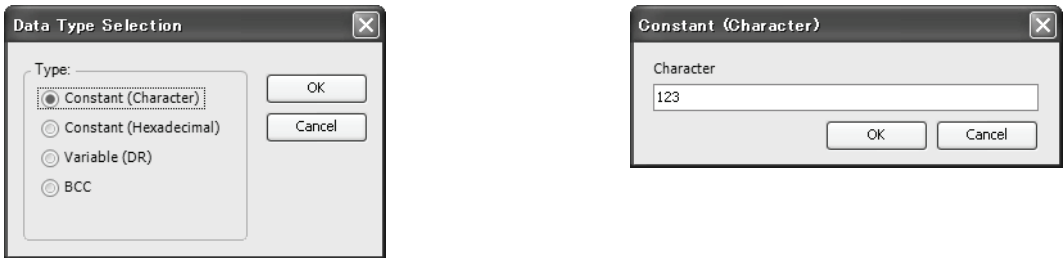 Data Type Selection
Type:
Constant (Character)
Constant (Hexadecimal)
Variable (DR)
BCC
OK
Cancel
Constant (Character)
Character
123
OK
Cancel